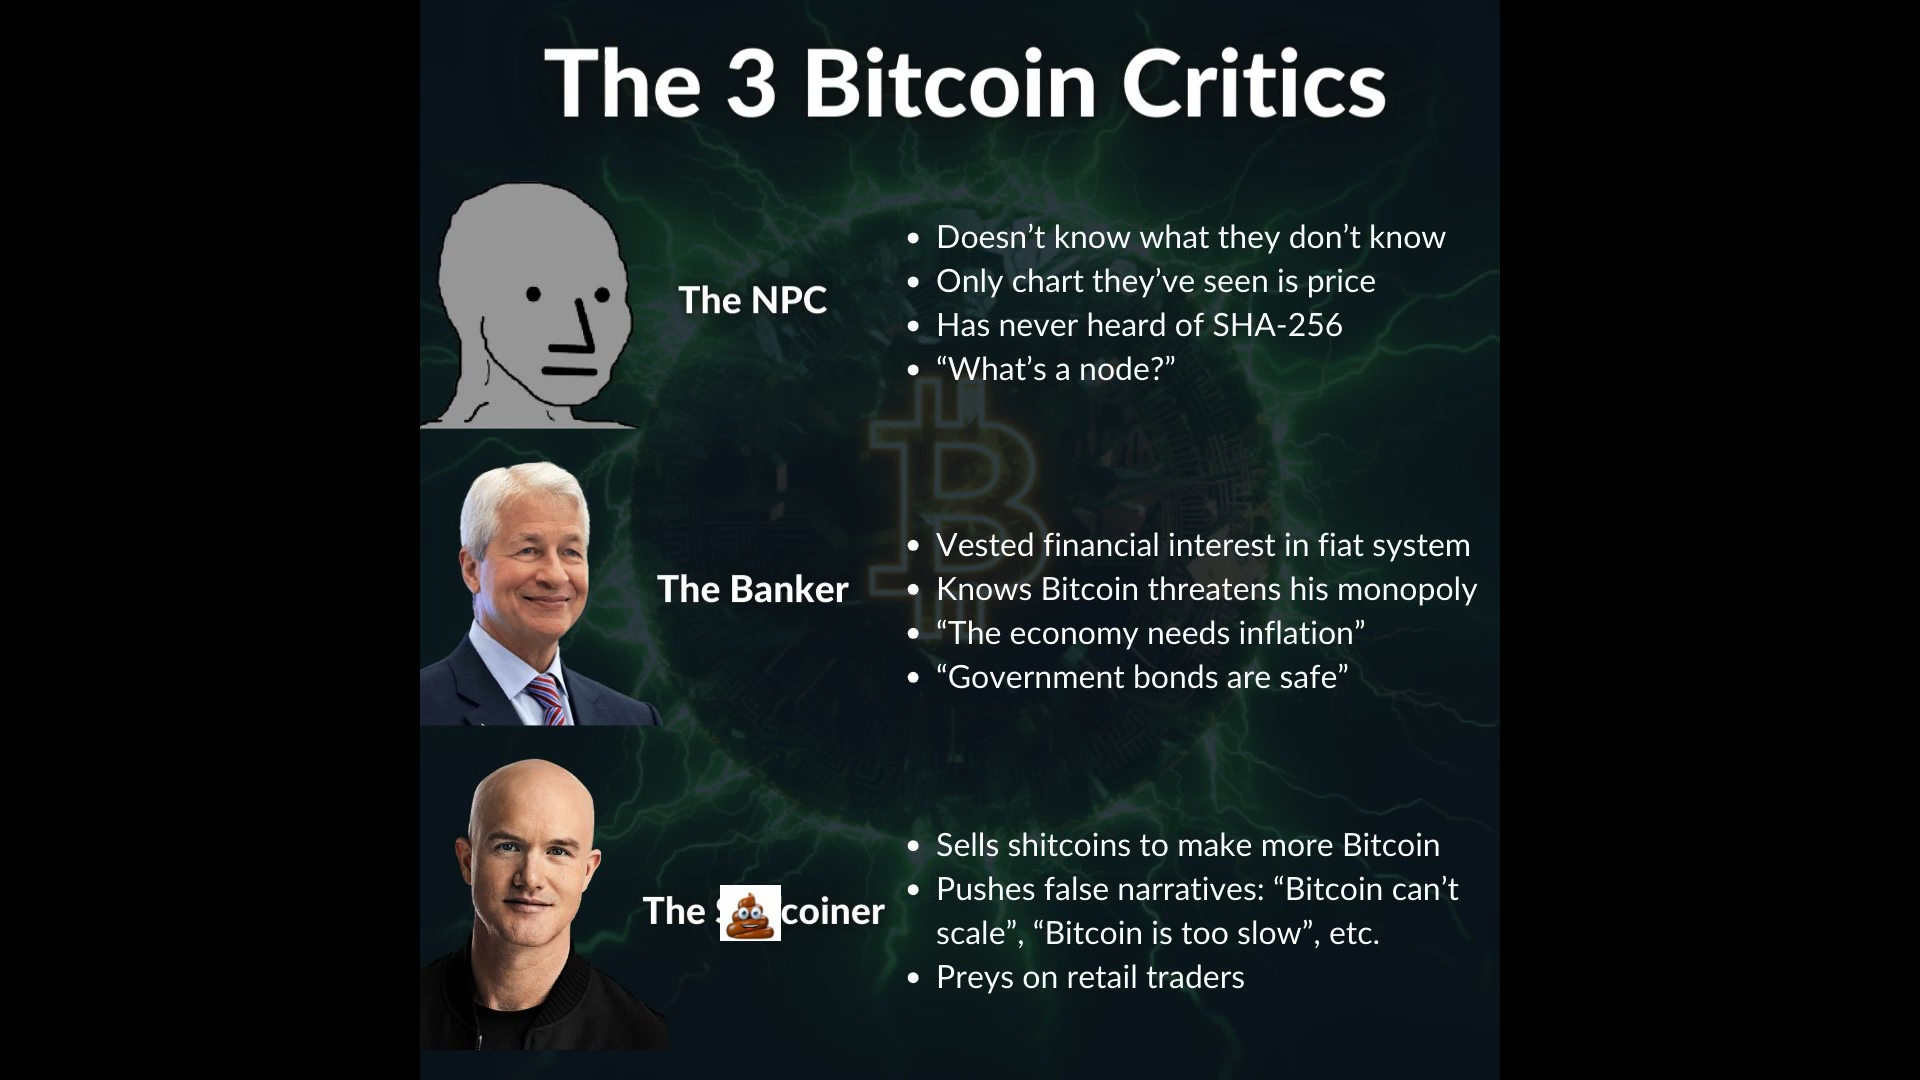 The 3 Bitcoin Critics
The NPC
• Doesn’t know what they don’t know
• Only chart they’ve seen is price
• Has never heard of SHA-256
• “What’s a node?”
The Banker
• Vested financial interest in fiat system
• Knows Bitcoin threatens his monopoly
• “The economy needs inflation”
• “Government bonds are safe”
The coiner
• Sells shitcoins to make more Bitcoin
• Pushes false narratives: “Bitcoin can’t
scale”, “Bitcoin is too slow”, etc.
• Preys on retail traders